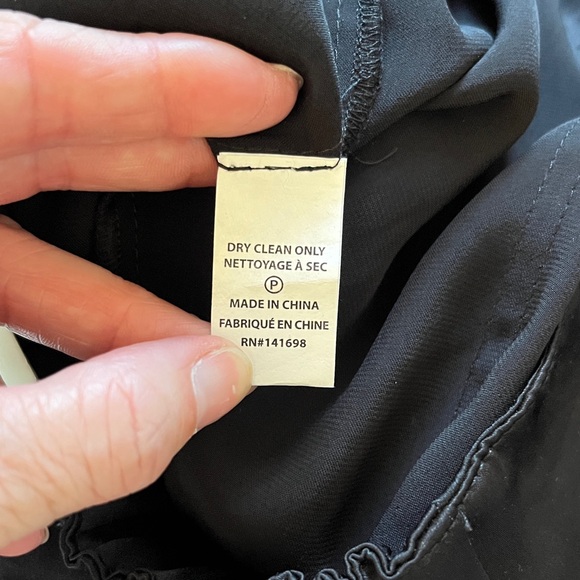 DRY CLEAN ONLY
NETTOYAGE À SEC
P
MADE IN CHINA
FABRIQUÉ EN CHINE
RN#141698